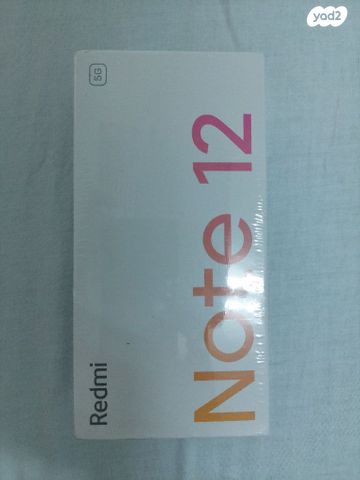 yad2
5G
Note 12
Redmi